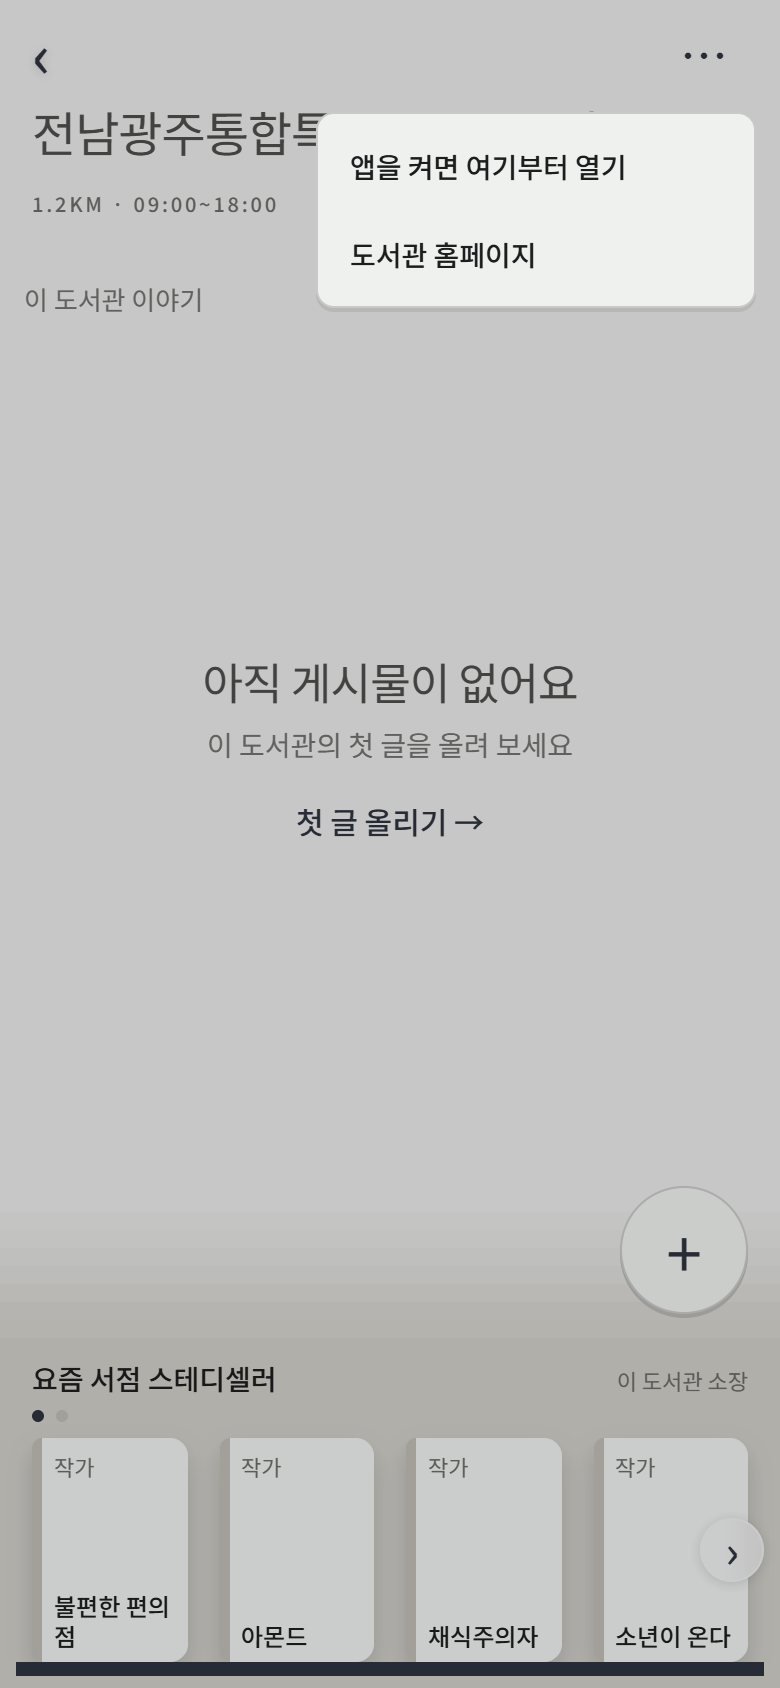 전남광주통합특
1.2KM · 09:00~18:00
앱을 켜면 여기부터 열기
도서관 홈페이지
이 도서관 이야기
아직 게시물이 없어요
이 도서관의 첫 글을 올려 보세요
첫 글 올리기 →
+
요즘 서점 스테디셀러
이 도서관 소장
작가
불편한 편의
점
작가
아몬드
작가
채식주의자
작가
소년이 온다